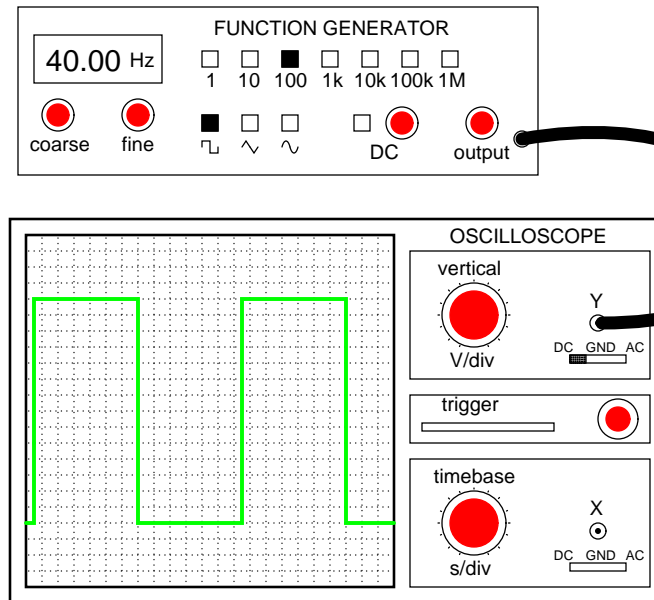 FUNCTION GENERATOR
40.00 Hz
1 10 100 1k 10k 100k 1M
coarse fine DC output
OSCILLOSCOPE
vertical
Y
DC GND AC
V/div
trigger
timebase
X
DC GND AC
s/div